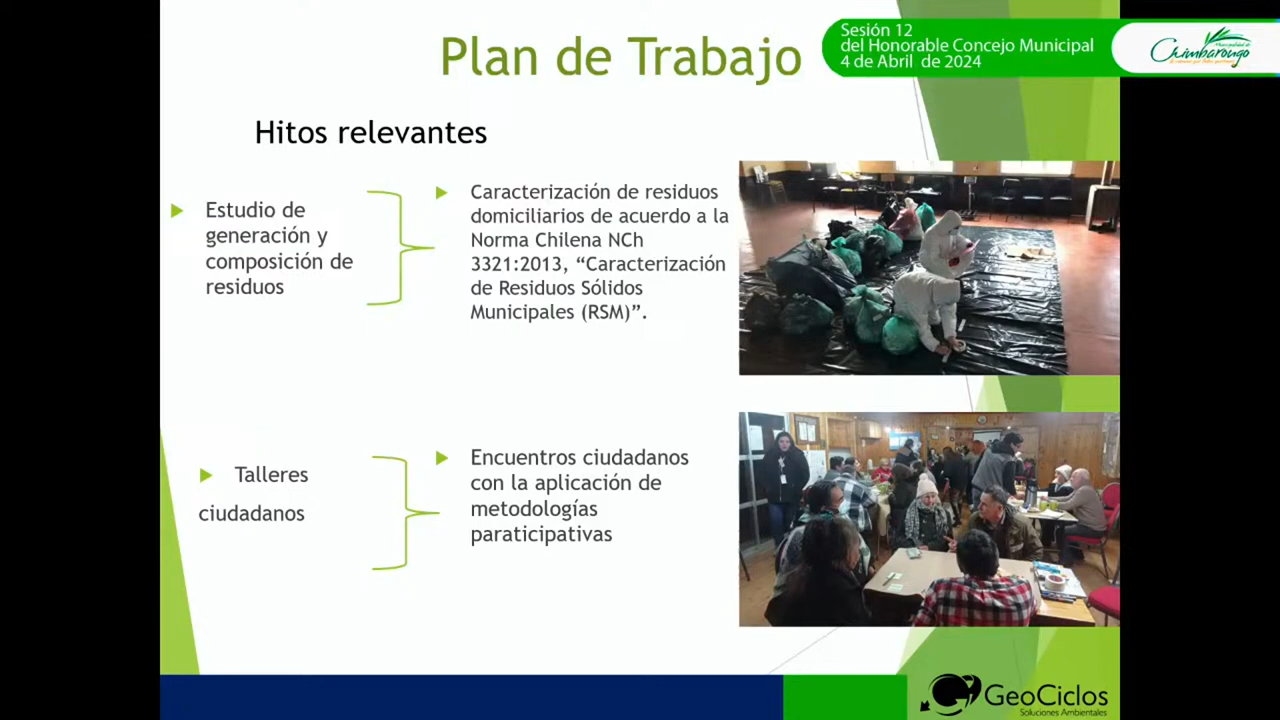 Plan de Trabajo
Sesión 12
del Honorable Concejo Municipal
4 de Abril de 2024
Municipalidad de
Chimbarongo
Hitos relevantes
Estudio de
generación y
composición de
residuos
Caracterización de residuos
domiciliarios de acuerdo a la
Norma Chilena NCh
3321:2013, “Caracterización
de Residuos Sólidos
Municipales (RSM)”.
Talleres
ciudadanos
Encuentros ciudadanos
con la aplicación de
metodologías
paraticipativas
GeoCiclos
Soluciones Ambientales